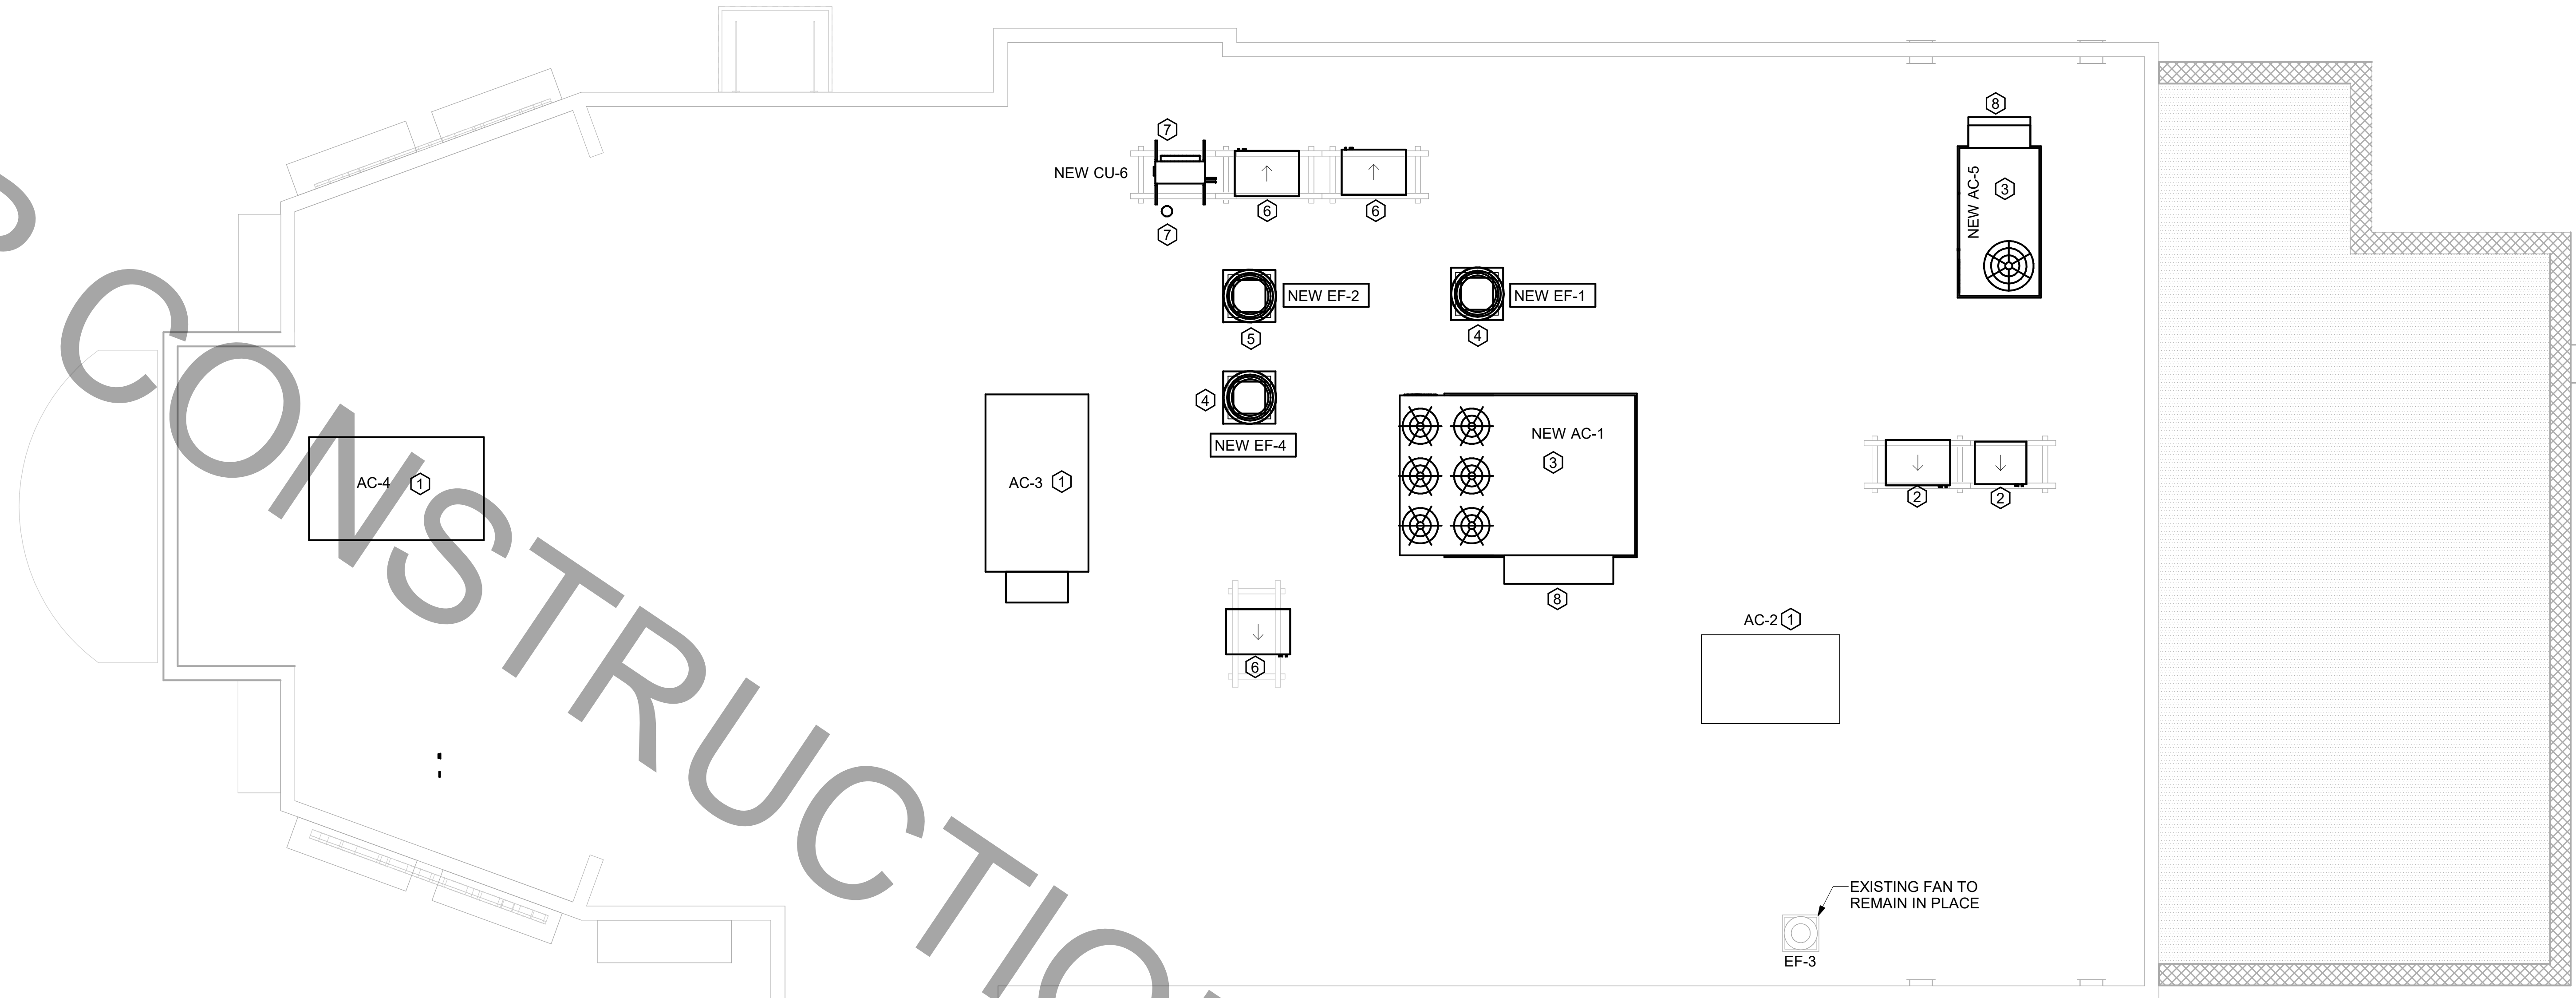 8
7
NEW CU-6
6
6
7
NEW AC-5
3
NEW EF-2
NEW EF-1
5
4
4
NEW EF-4
NEW AC-1
3
AC-4 1
AC-3 1
2
2
8
AC-2 1
6
EXISTING FAN TO
REMAIN IN PLACE
EF-3
CONSTRUCTIO